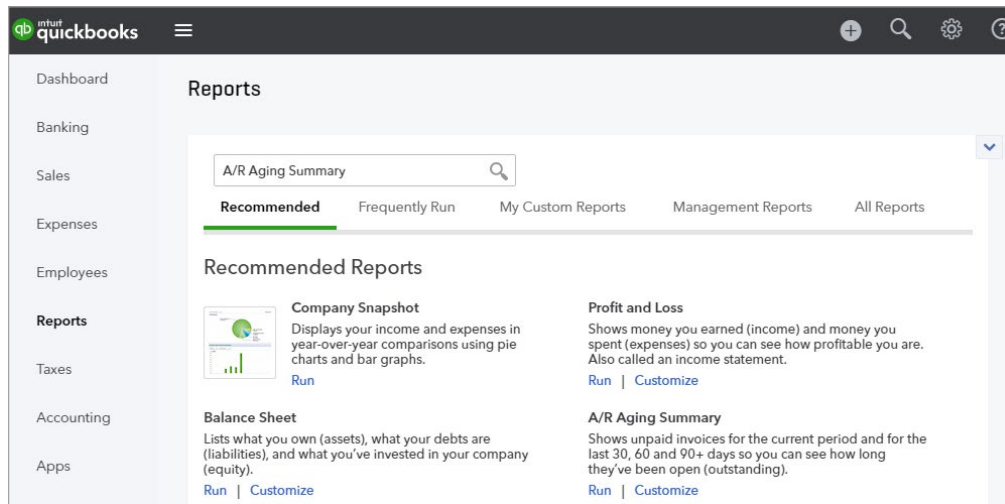 intuit
quickbooks
Dashboard
Banking
Sales
Expenses
Employees
Reports
Taxes
Accounting
Apps
Reports
A/R Aging Summary
Recommended Frequently Run My Custom Reports Management Reports All Reports
Recommended Reports
Company Snapshot
Displays your income and expenses in
year-over-year comparisons using pie
charts and bar graphs.
Run
Profit and Loss
Shows money you earned (income) and money you
spent (expenses) so you can see how profitable you are.
Also called an income statement.
Run | Customize
Balance Sheet
Lists what you own (assets), what your debts are
(liabilities), and what you've invested in your company
(equity).
Run | Customize
A/R Aging Summary
Shows unpaid invoices for the current period and for the
last 30, 60 and 90+ days so you can see how long
they've been open (outstanding).
Run | Customize